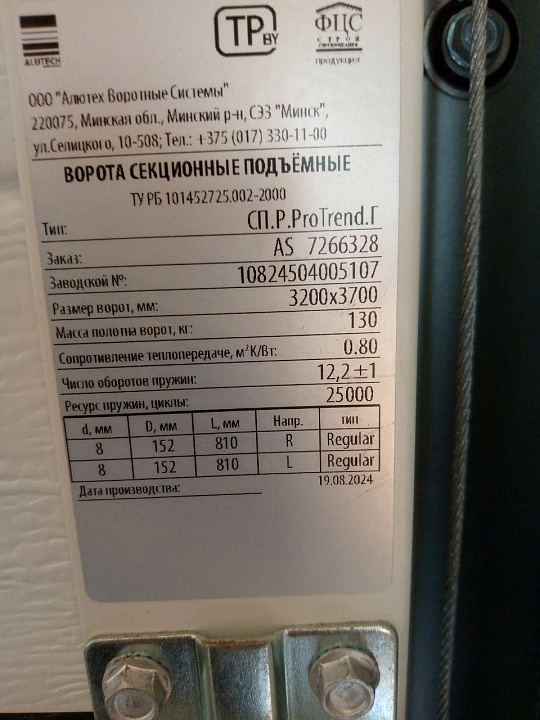 ALUTECH
TP BY
ФЦС
СТРОЙ
СЕРТИФИКАЦИЯ
продукции
ООО "Алютех Воротные Системы"
220075, Минская обл., Минский р-н, СЭЗ "Минск",
ул.Селицкого, 10-508; Тел.: +375 (017) 330-11-00
ВОРОТА СЕКЦИОННЫЕ ПОДЪЁМНЫЕ
ТУ РБ 101452725.002-2000
Тип: СП.Р.ProTrend.Г
Заказ: AS 7266328
Заводской №: 10824504005107
Размер ворот, мм: 3200x3700
Масса полотна ворот, кг: 130
Сопротивление теплопередаче, м²К/Вт: 0.80
Число оборотов пружин: 12,2±1
Ресурс пружин, циклы: 25000
d, мм D, мм L, мм Напр. тип
8 152 810 R Regular
8 152 810 L Regular
Дата производства: 19.08.2024